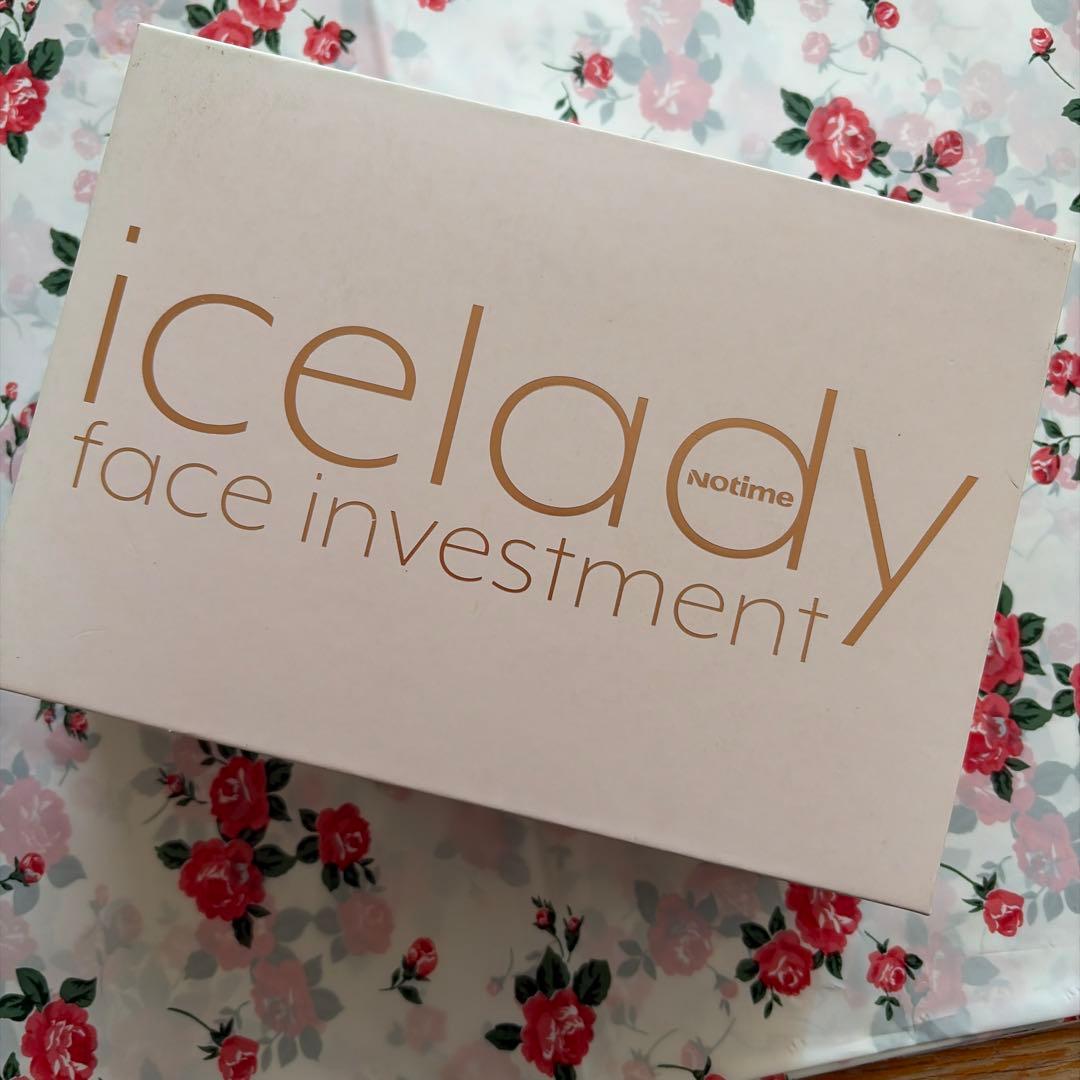 icelady
Notime
face investment